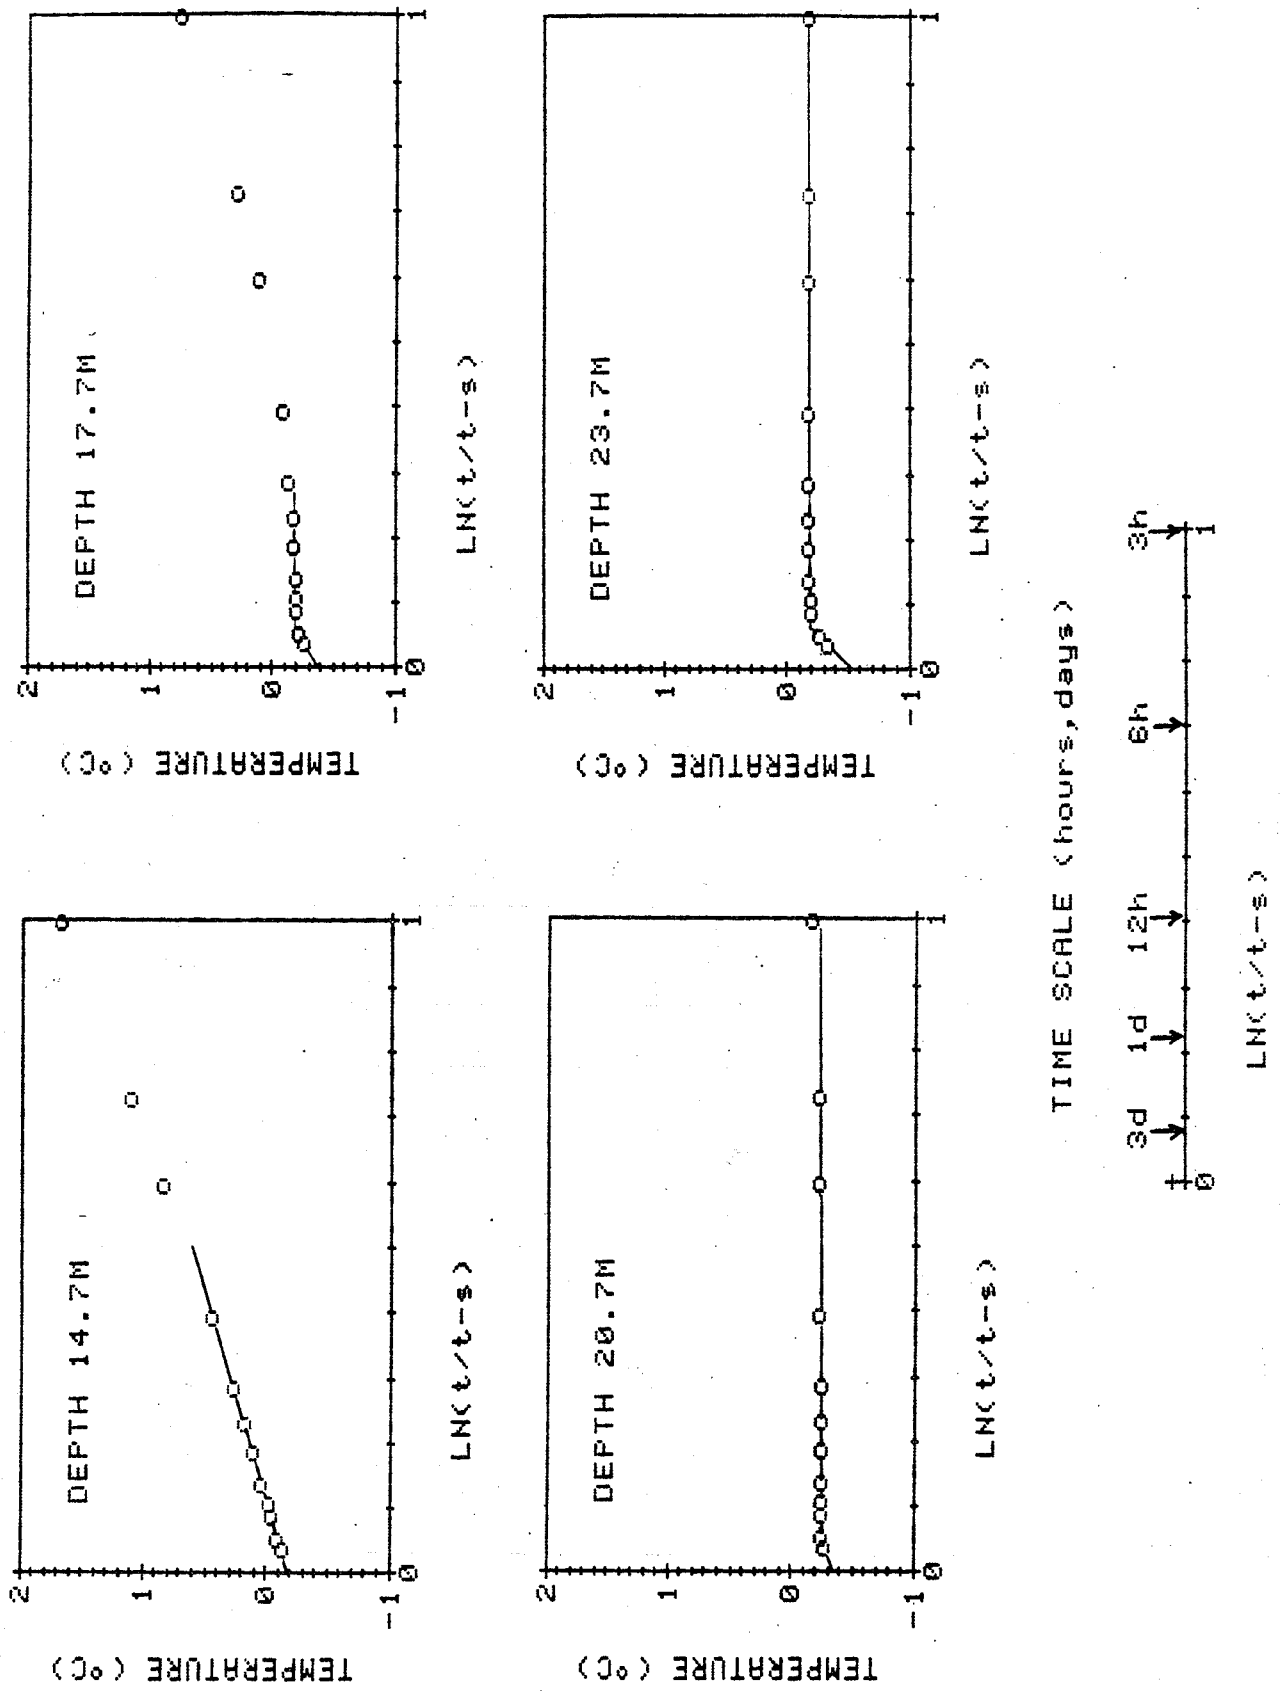 DEPTH 14.7M
TEMPERATURE (°C)
2
1
0
-1
0
1
LN(t/t-s)
DEPTH 17.7M
TEMPERATURE (°C)
2
1
0
-1
0
1
LN(t/t-s)
DEPTH 20.7M
TEMPERATURE (°C)
2
1
0
-1
0
1
LN(t/t-s)
DEPTH 23.7M
TEMPERATURE (°C)
2
1
0
-1
0
1
LN(t/t-s)
TIME SCALE (hours,days)
3d 1d 12h 6h 3h
0 1
LN(t/t-s)